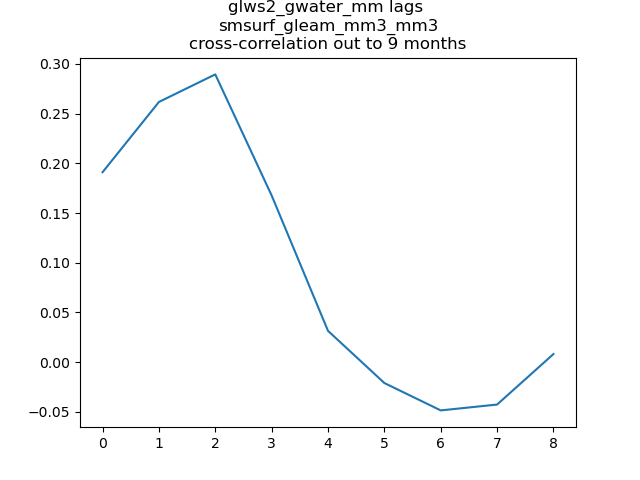 glws2_gwater_mm lags
smsurf_gleam_mm3_mm3
cross-correlation out to 9 months
0.30
0.25
0.20
0.15
0.10
0.05
0.00
−0.05
0 1 2 3 4 5 6 7 8